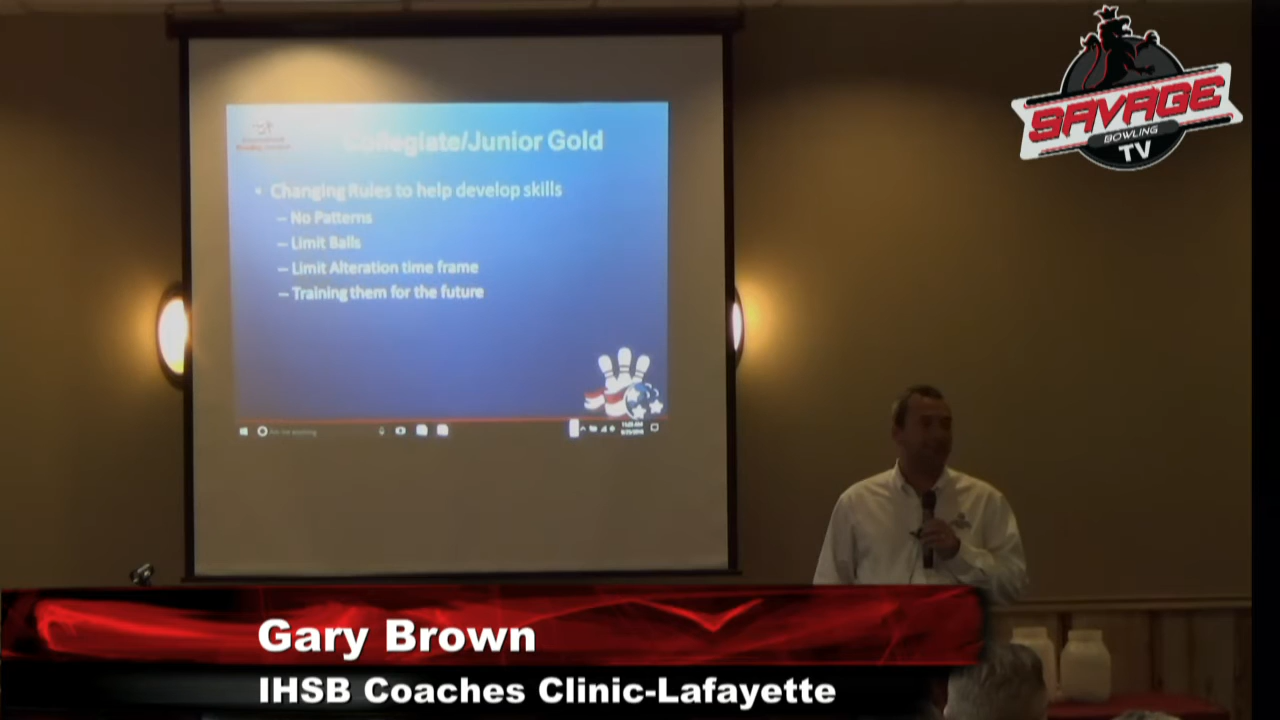 SAVAGE
BOWLING
TV
Collegiate/Junior Gold
• Changing Rules to help develop skills
– No Patterns
– Limit Balls
– Limit Alteration time frame
– Training them for the future
Gary Brown
IHSB Coaches Clinic-Lafayette